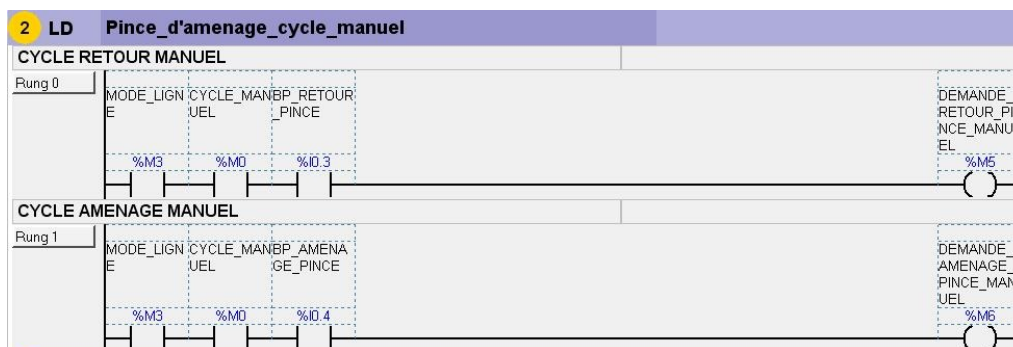 2 LD Pince_d'amenage_cycle_manuel
CYCLE RETOUR MANUEL
Rung 0
MODE_LIGN CYCLE_MAN BP_RETOUR DEMANDE_
E UEL _PINCE RETOUR_PI
NCE_MANU
EL
%M3 %M0 %I0.3 %M5
CYCLE AMENAGE MANUEL
Rung 1
MODE_LIGN CYCLE_MAN BP_AMENA DEMANDE_
E UEL GE_PINCE AMENAGE_
PINCE_MAN
UEL
%M3 %M0 %I0.4 %M6